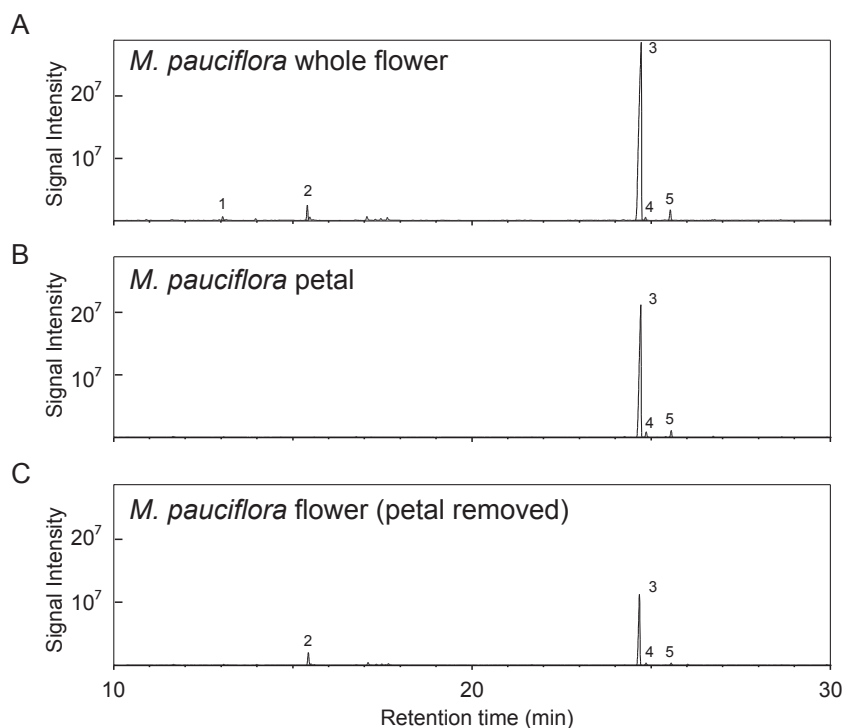 A
M. pauciflora whole flower
Signal Intensity
20⁷
10⁷
1
2
3
4
5
B
M. pauciflora petal
Signal Intensity
20⁷
10⁷
3
4
5
C
M. pauciflora flower (petal removed)
Signal Intensity
20⁷
10⁷
2
3
4
5
10
20
30
Retention time (min)